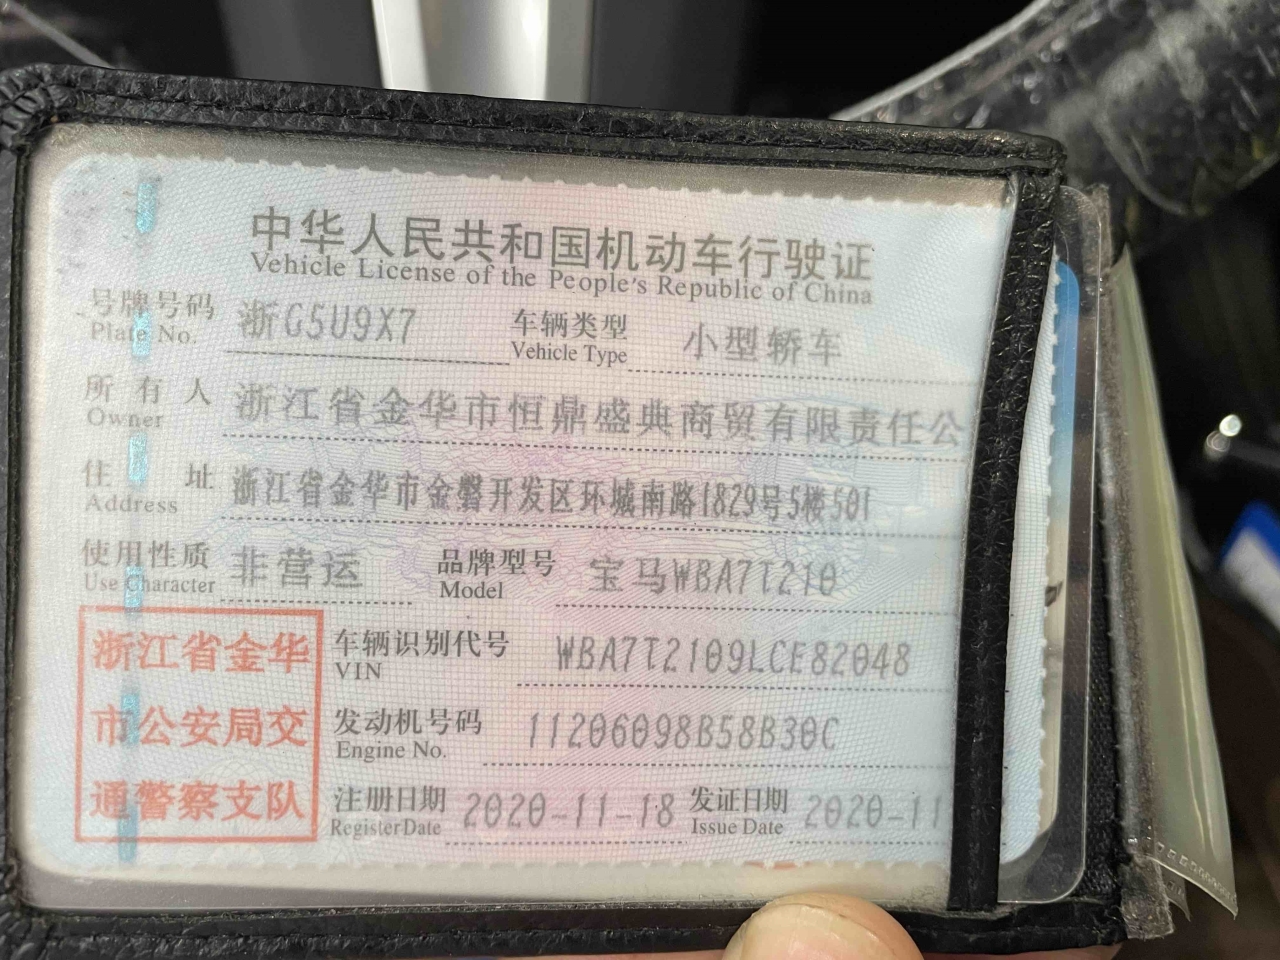 中华人民共和国机动车行驶证
Vehicle License of the People's Republic of China
号牌号码 浙G5U9X7 车辆类型 小型轿车
Plate No. Vehicle Type
所有人 浙江省金华市恒鼎盛典商贸有限责任公
Owner
住址 浙江省金华市金磐开发区环城南路1829号5楼501
Address
使用性质 非营运 品牌型号 宝马WBA7T210
Use Character Model
浙江省金华
市公安局交
通警察支队
车辆识别代号 WBA7T2109LCE82048
VIN
发动机号码 11206098B58B30C
Engine No.
注册日期 2020-11-18 发证日期 2020-11
Register Date Issue Date